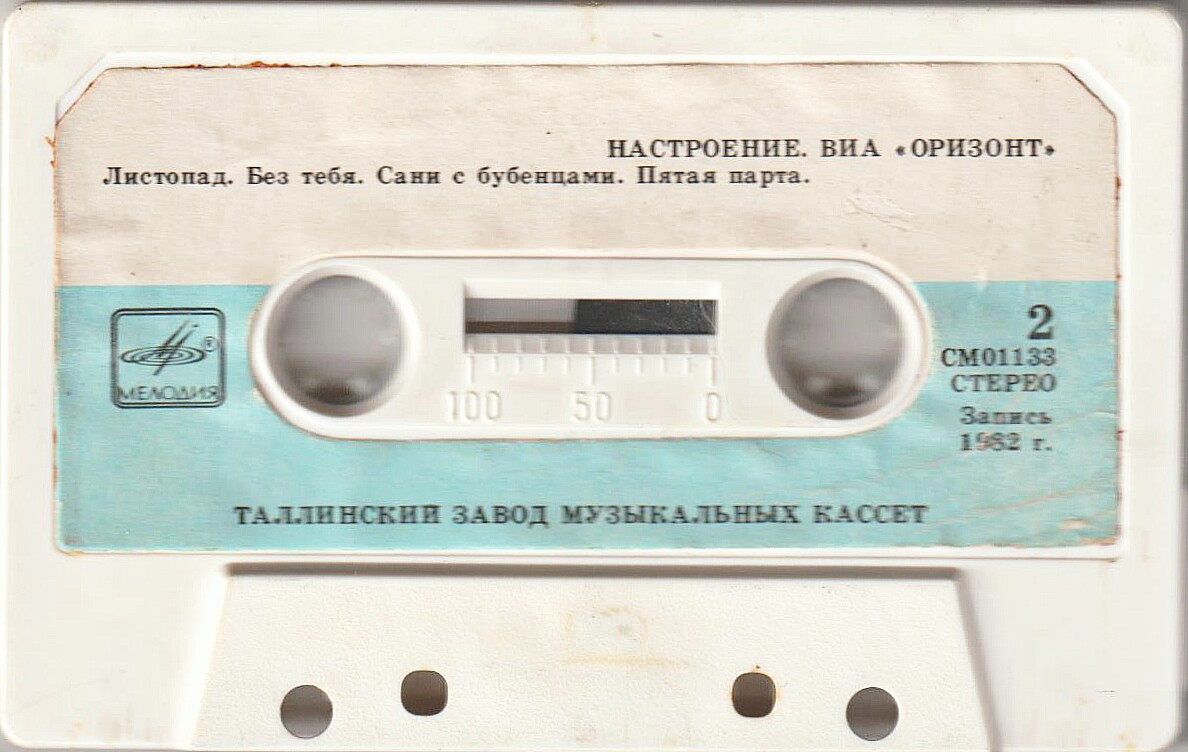 НАСТРОЕНИЕ. ВИА «ОРИЗОНТ»
Листопад. Без тебя. Сани с бубенцами. Пятая парта.
МЕЛОДИЯ ®
2
СМ01133
СТЕРЕО
Запись
1982 г.
100 50 0
ТАЛЛИНСКИЙ ЗАВОД МУЗЫКАЛЬНЫХ КАССЕТ